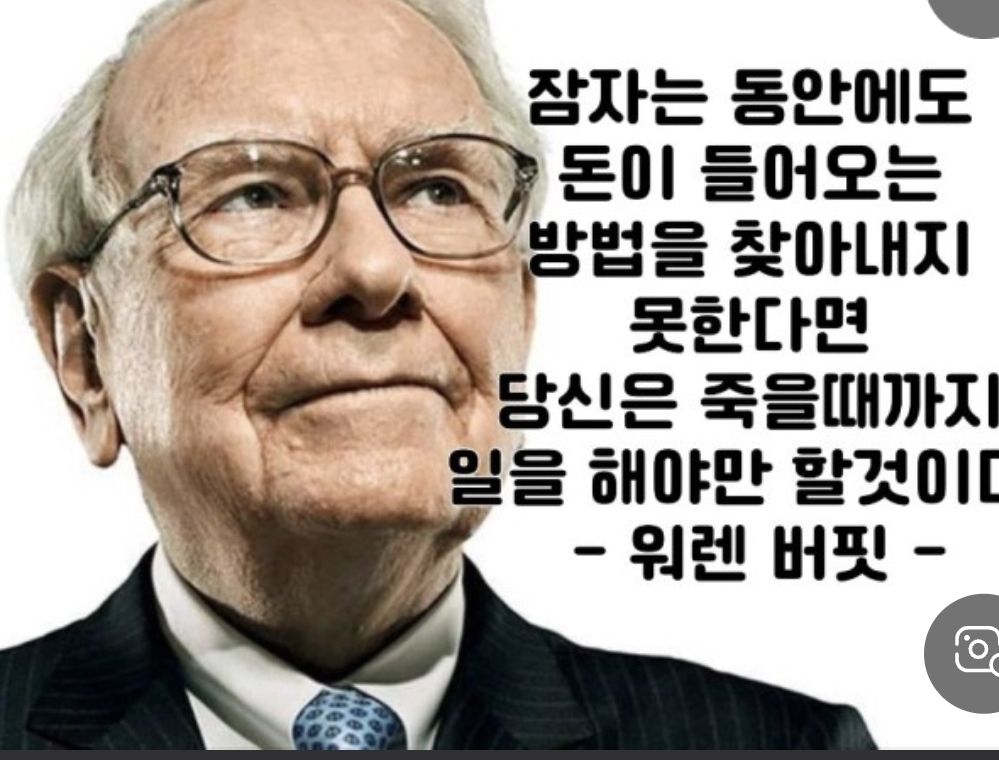 잠자는 동안에도
돈이 들어오는
방법을 찾아내지
못한다면
당신은 죽을때까지
일을 해야만 할것이다
- 워렌 버핏 -